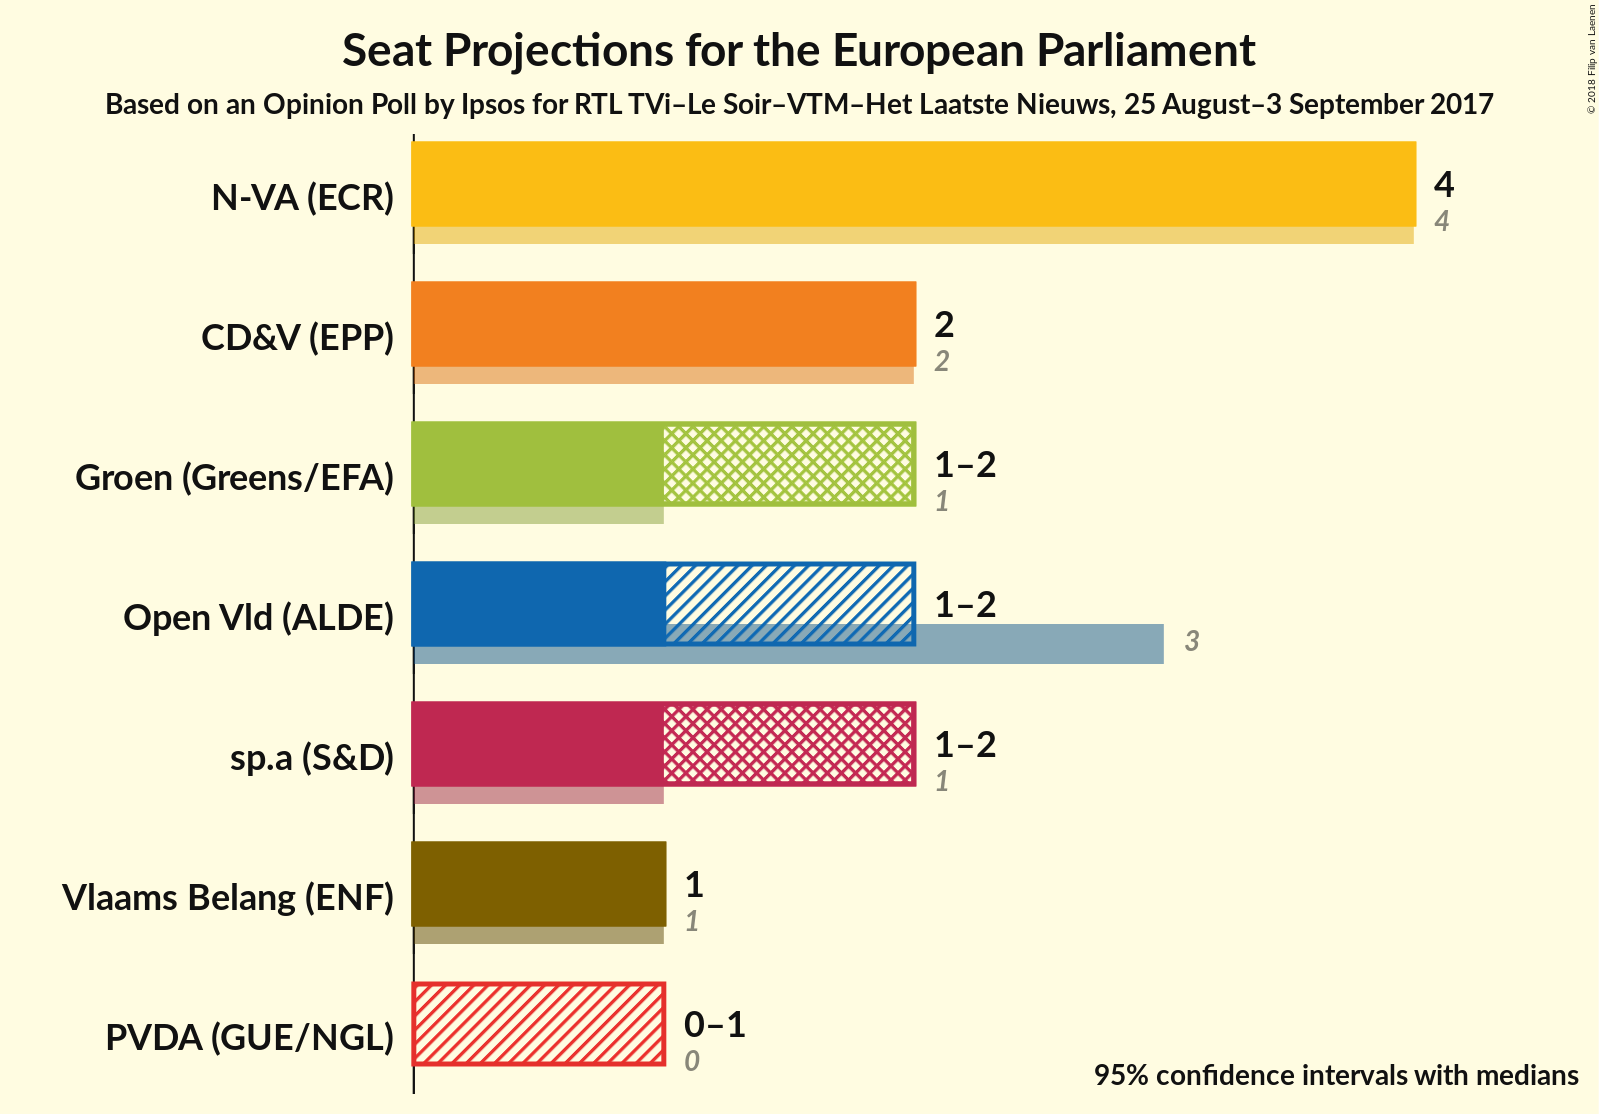 Seat Projections for the European Parliament
Based on an Opinion Poll by Ipsos for RTL TVi–Le Soir–VTM–Het Laatste Nieuws, 25 August–3 September 2017
© 2018 Filip van Laenen
N-VA (ECR)
4
4
CD&V (EPP)
2
2
Groen (Greens/EFA)
1–2
1
Open Vld (ALDE)
1–2
3
sp.a (S&D)
1–2
1
Vlaams Belang (ENF)
1
1
PVDA (GUE/NGL)
0–1
0
95% confidence intervals with medians